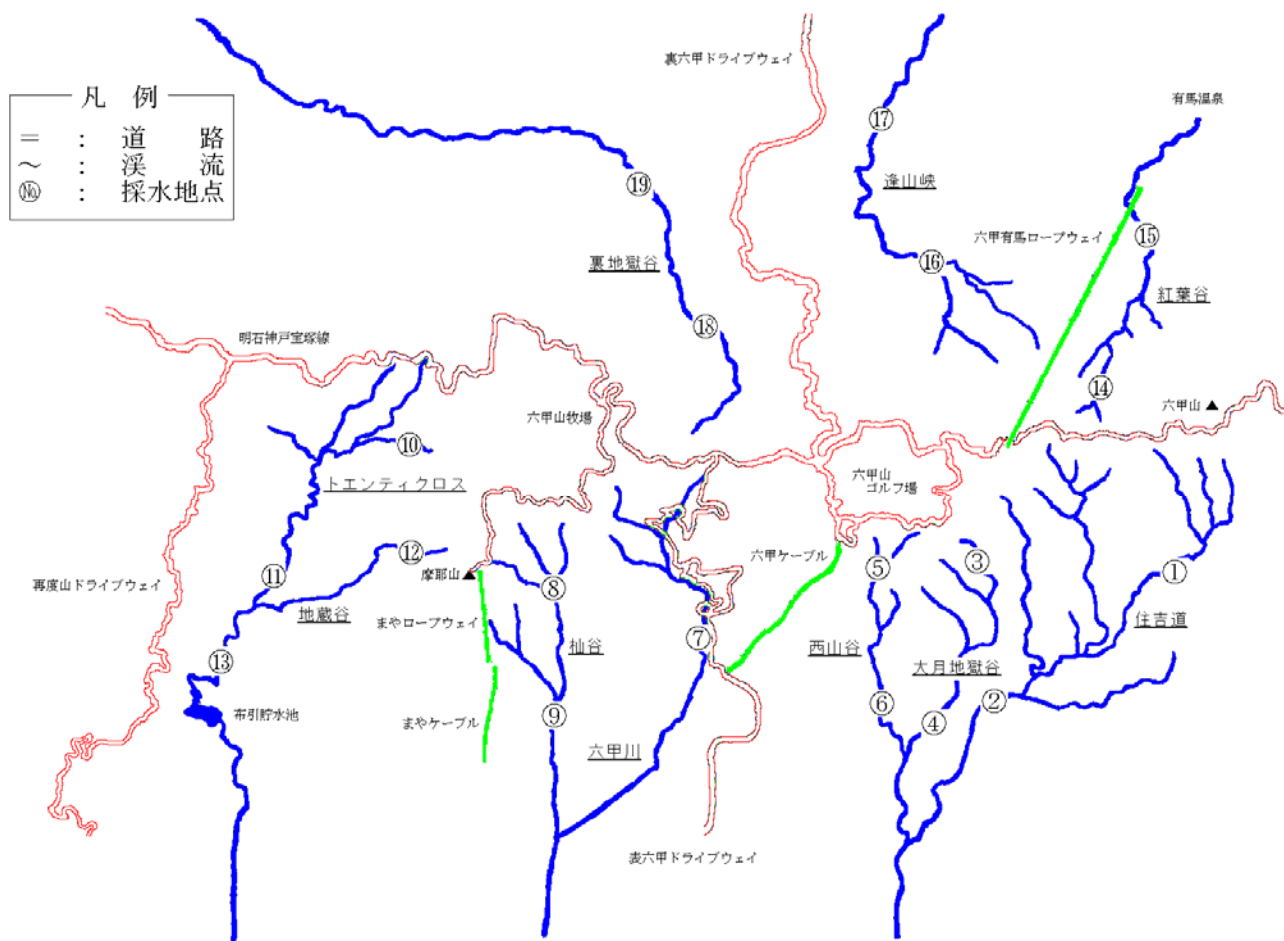 凡 例
= : 道 路
～ : 渓 流
㊊ : 採水地点
裏六甲ドライブウェイ
有馬温泉
⑰
⑲
逢山峡
六甲有馬ロープウェイ
⑮
⑯
裏地獄谷
紅葉谷
⑱
明石神戸宝塚線
⑭
六甲山 ▲
六甲山牧場
⑩
トエンティクロス
六甲山
ゴルフ場
⑫
⑪
摩耶山 ▲
再度山ドライブウェイ
六甲ケーブル
⑤
③
①
⑧
地蔵谷
まやロープウェイ
杣谷
⑦
西山谷
住吉道
⑬
大月地獄谷
布引貯水池
まやケーブル
⑨
⑥
④
②
六甲川
表六甲ドライブウェイ